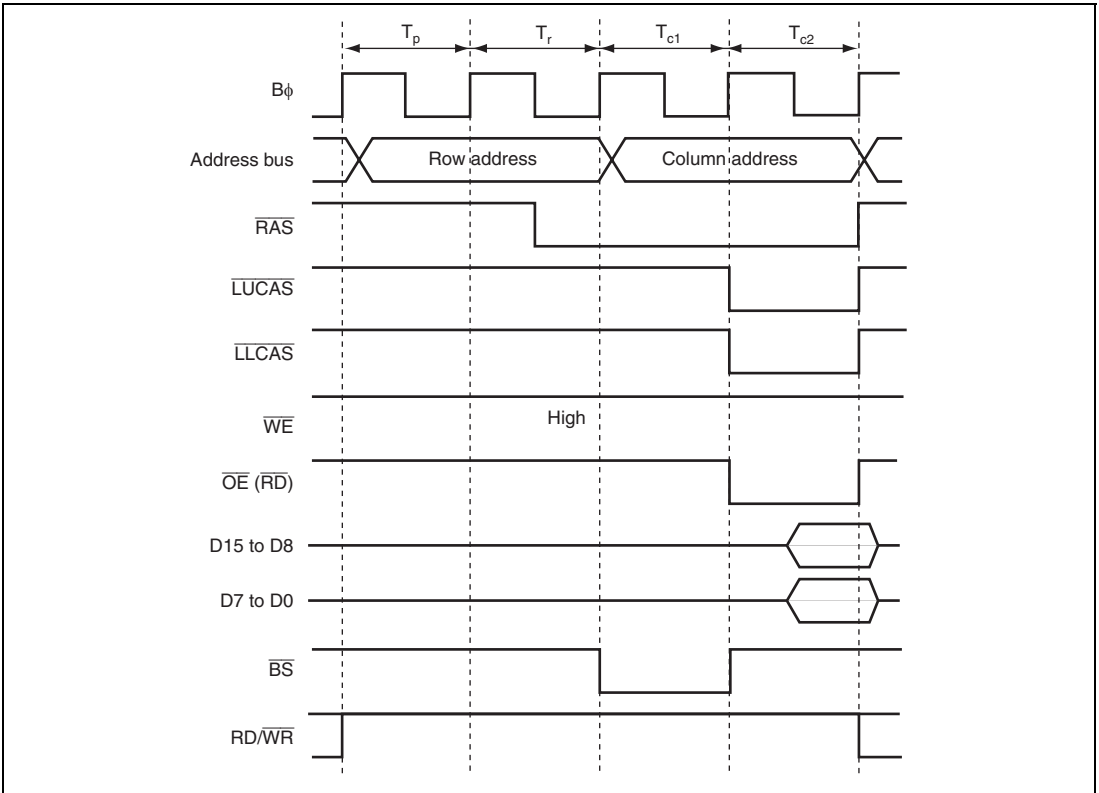 Tp Tr Tc1 Tc2
Bφ
Address bus Row address Column address
RAS
LUCAS
LLCAS
WE High
OE (RD)
D15 to D8
D7 to D0
BS
RD/WR